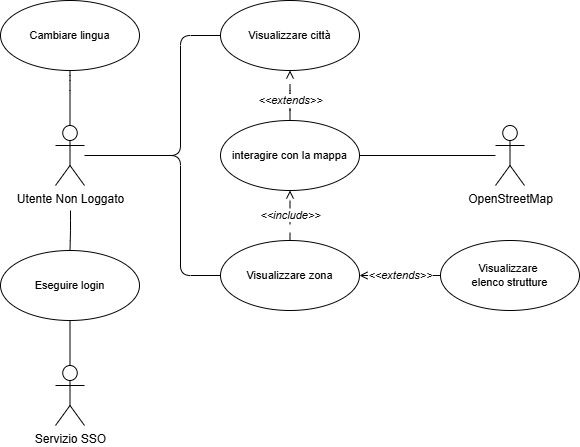 Cambiare lingua
Visualizzare città
<<extends>>
interagire con la mappa
Utente Non Loggato
OpenStreetMap
<<include>>
Eseguire login
Visualizzare zona
<<extends>>
Visualizzare
elenco strutture
Servizio SSO